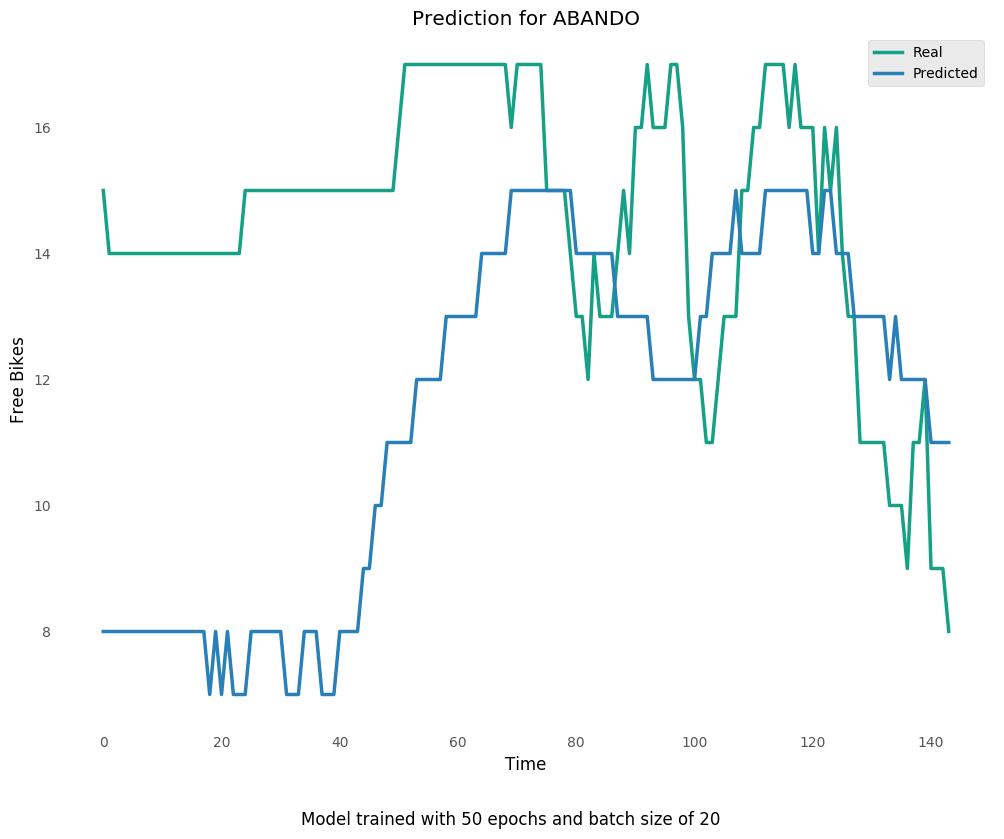 Prediction for ABANDO
Real
Predicted
Free Bikes
16
14
12
10
8
0 20 40 60 80 100 120 140
Time
Model trained with 50 epochs and batch size of 20